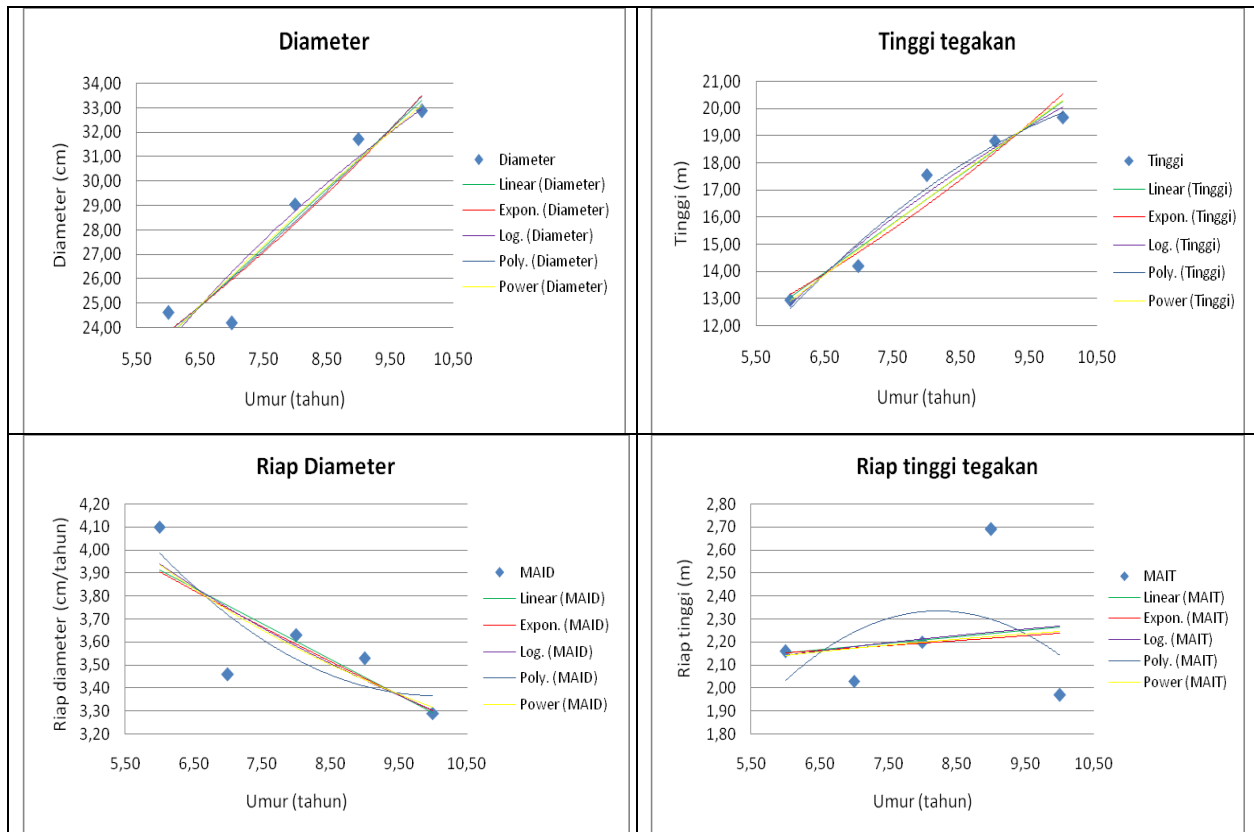 Diameter
Diameter (cm)
34,00
33,00
32,00
31,00
30,00
29,00
28,00
27,00
26,00
25,00
24,00
5,50 6,50 7,50 8,50 9,50 10,50
Umur (tahun)
Diameter
Linear (Diameter)
Expon. (Diameter)
Log. (Diameter)
Poly. (Diameter)
Power (Diameter)
Tinggi tegakan
Tinggi (m)
21,00
20,00
19,00
18,00
17,00
16,00
15,00
14,00
13,00
12,00
5,50 6,50 7,50 8,50 9,50 10,50
Umur (tahun)
Tinggi
Linear (Tinggi)
Expon. (Tinggi)
Log. (Tinggi)
Poly. (Tinggi)
Power (Tinggi)
Riap Diameter
Riap diameter (cm/tahun)
4,20
4,10
4,00
3,90
3,80
3,70
3,60
3,50
3,40
3,30
3,20
5,50 6,50 7,50 8,50 9,50 10,50
Umur (tahun)
MAID
Linear (MAID)
Expon. (MAID)
Log. (MAID)
Poly. (MAID)
Power (MAID)
Riap tinggi tegakan
Riap tinggi (m)
2,80
2,70
2,60
2,50
2,40
2,30
2,20
2,10
2,00
1,90
1,80
5,50 6,50 7,50 8,50 9,50 10,50
Umur (tahun)
MAIT
Linear (MAIT)
Expon. (MAIT)
Log. (MAIT)
Poly. (MAIT)
Power (MAIT)